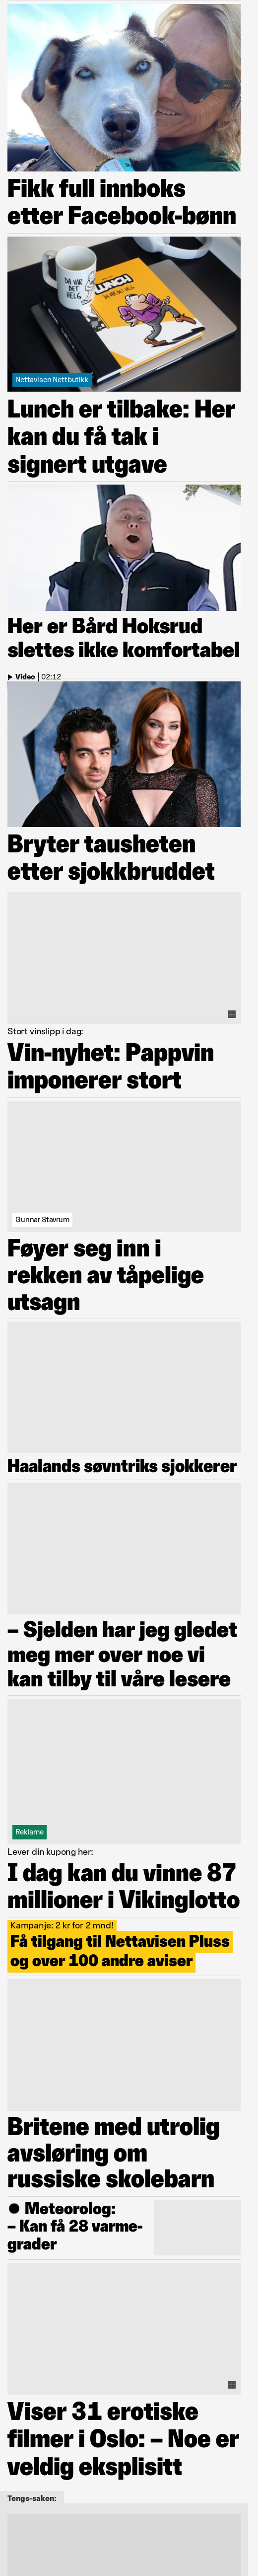 Fikk full innboks
etter Facebook-bønn
DA VAR
DET
HELG
LUNCH
DA VAR DET HELG
Nettavisen Nettbutikk
Lunch er tilbake: Her
kan du få tak i
signert utgave
Her er Bård Hoksrud
slettes ikke komfortabel
Video | 02:12
Bryter tausheten
etter sjokkbruddet
Stort vinslipp i dag:
Vin-nyhet: Pappvin
imponerer stort
Gunnar Stavrum
Føyer seg inn i
rekken av tåpelige
utsagn
Haalands søvntriks sjokkerer
– Sjelden har jeg gledet
meg mer over noe vi
kan tilby til våre lesere
Reklame
Lever din kupong her:
I dag kan du vinne 87
millioner i Vikinglotto
Kampanje: 2 kr for 2 mnd!
Få tilgang til Nettavisen Pluss
og over 100 andre aviser
Britene med utrolig
avsløring om
russiske skolebarn
Meteorolog:
– Kan få 28 varme-
grader
Viser 31 erotiske
filmer i Oslo: – Noe er
veldig eksplisitt
Tengs-saken: